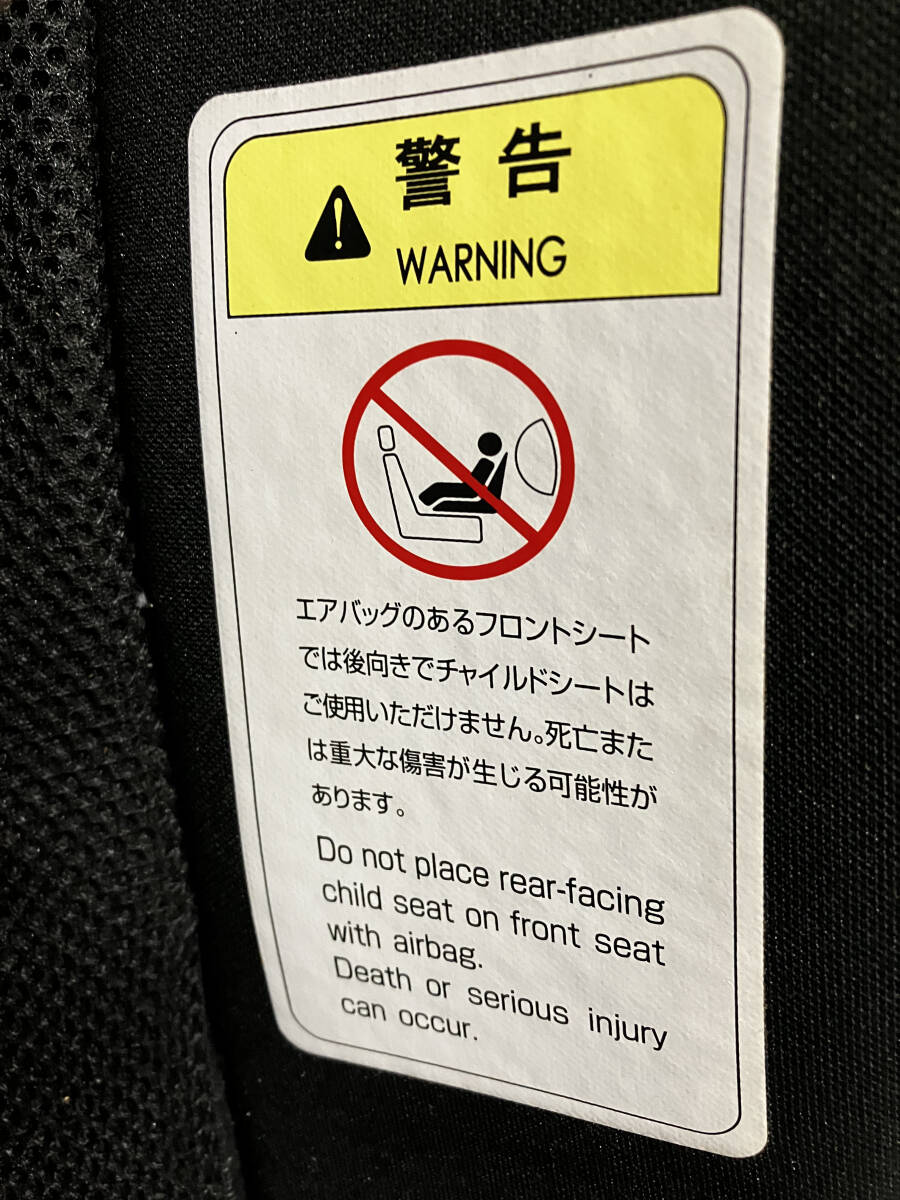 警告
WARNING
エアバッグのあるフロントシート
では後向きでチャイルドシートは
ご使用いただけません。死亡また
は重大な傷害が生じる可能性が
あります。
Do not place rear-facing
child seat on front seat
with airbag.
Death or serious injury
can occur.